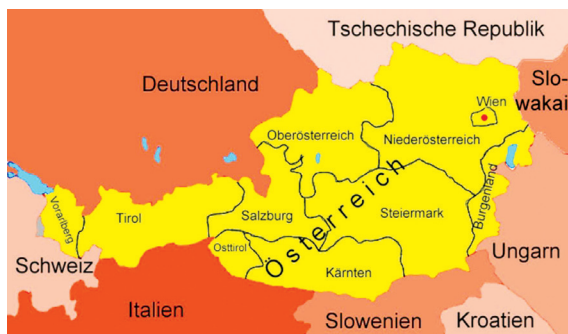 Tschechische Republik
Deutschland
Slo-
wakai
Wien
Oberösterreich
Niederösterreich
Österreich
Vorarlberg
Tirol
Salzburg
Steiermark
Burgenland
Osttirol
Kärnten
Schweiz
Ungarn
Italien
Slowenien
Kroatien